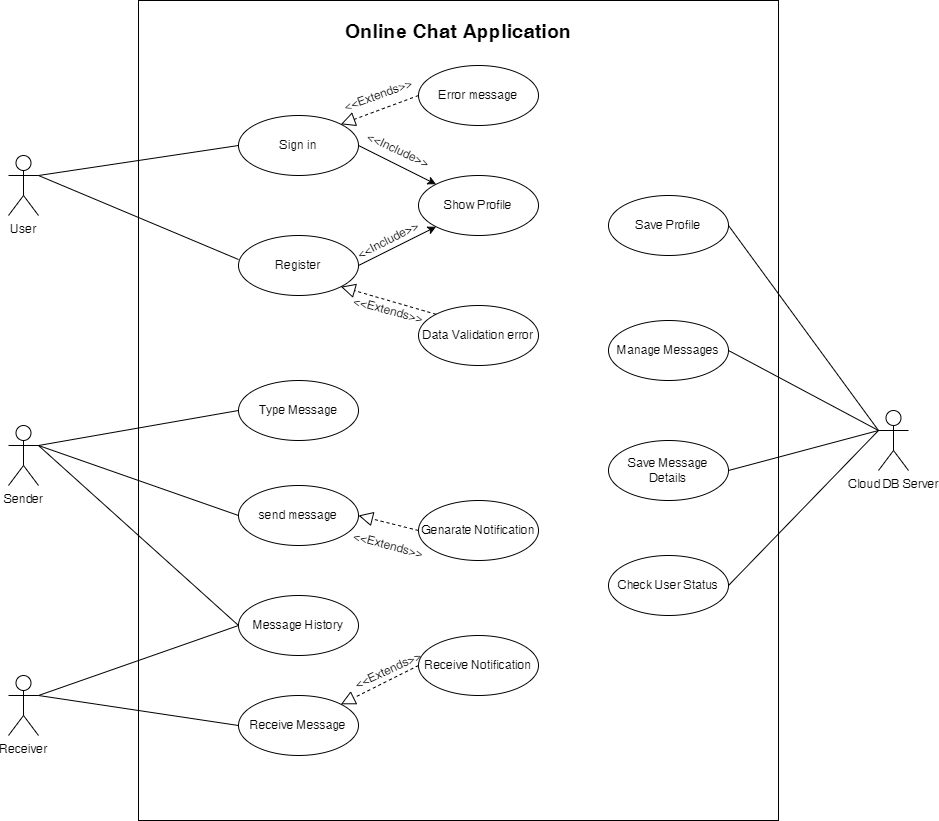 Online Chat Application
<<Extends>>
Error message
Sign in
<<Include>>
User
Show Profile
Save Profile
Register
<<Include>>
<<Extends>>
Data Validation error
Manage Messages
Type Message
Sender
Save Message
Details
Cloud DB Server
send message
Genarate Notification
<<Extends>>
Check User Status
Message History
<<Extends>>
Receive Notification
Receive Message
Receiver